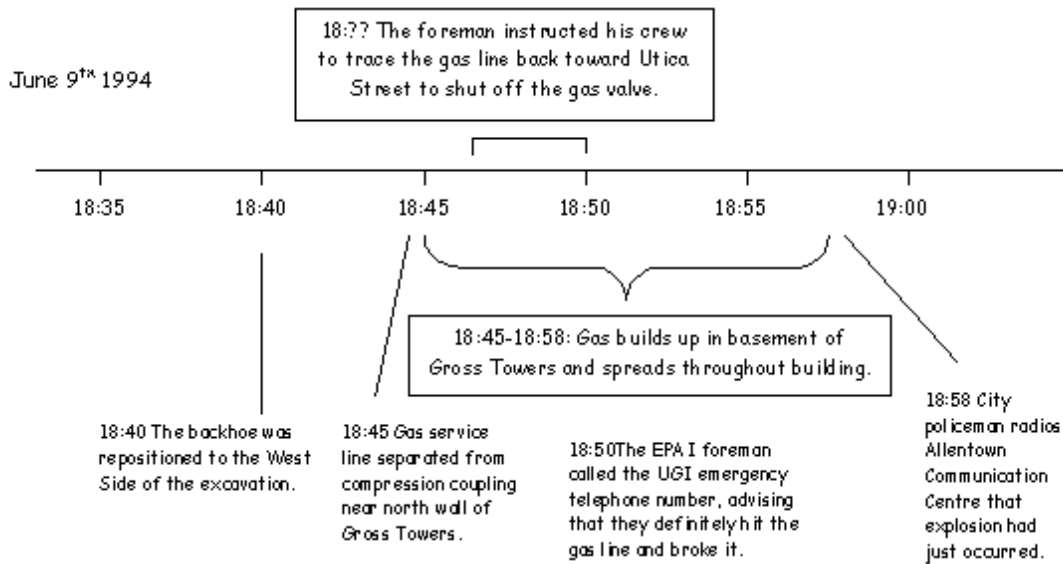 18:?? The foreman instructed his crew
to trace the gas line back toward Utica
Street to shut off the gas valve.
June 9th 1994
18:35
18:40
18:45
18:50
18:55
19:00
18:45-18:58: Gas builds up in basement of
Gross Towers and spreads throughout building.
18:40 The backhoe was
repositioned to the West
Side of the excavation.
18:45 Gas service
line separated from
compression coupling
near north wall of
Gross Towers.
18:50The EPAI foreman
called the UGI emergency
telephone number, advising
that they definitely hit the
gas line and broke it.
18:58 City
policeman radios
Allentown
Communication
Centre that
explosion had
just occurred.